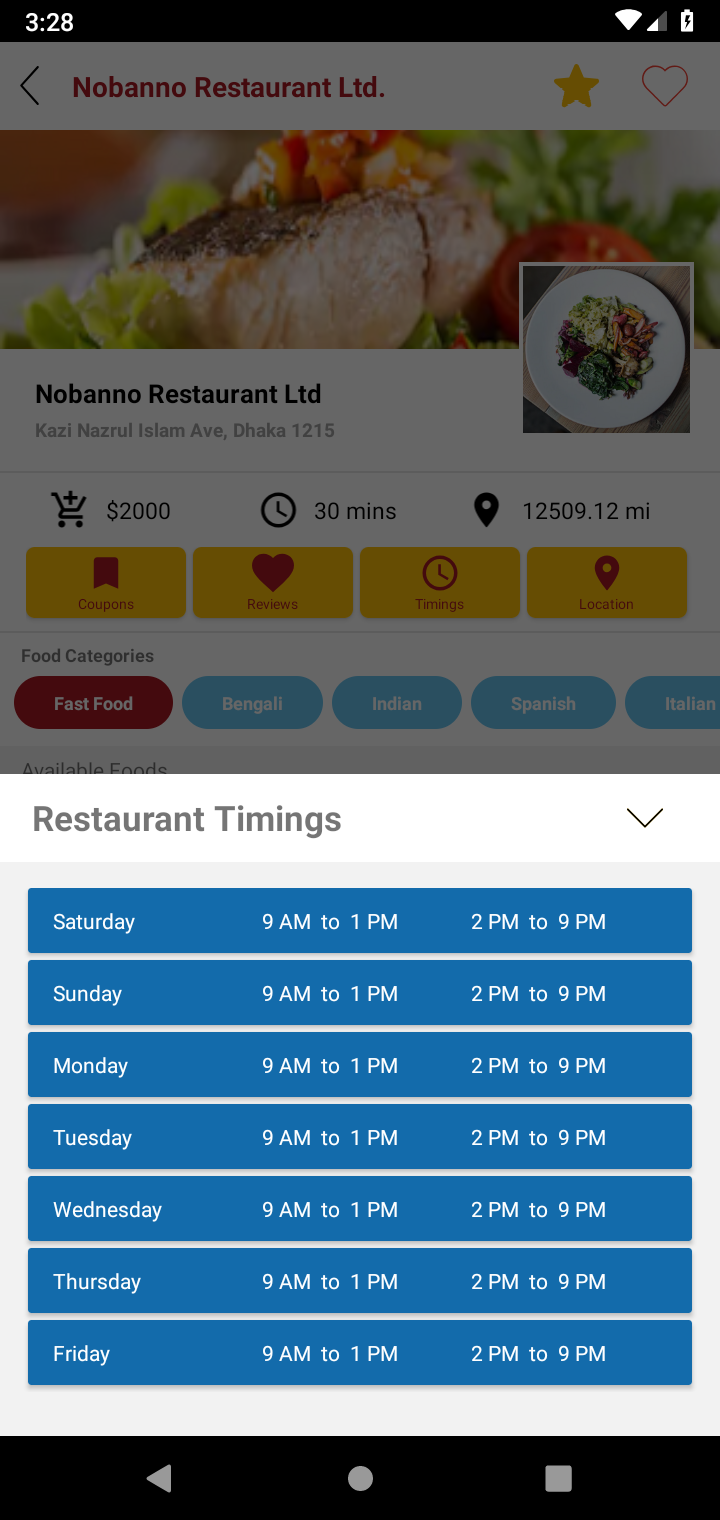 3:28
Nobanno Restaurant Ltd.
Nobanno Restaurant Ltd
Kazi Nazrul Islam Ave, Dhaka 1215
$2000 30 mins 12509.12 mi
Coupons Reviews Timings Location
Food Categories
Fast Food Bengali Indian Spanish Italian
Available Foods
Restaurant Timings
Saturday 9 AM to 1 PM 2 PM to 9 PM
Sunday 9 AM to 1 PM 2 PM to 9 PM
Monday 9 AM to 1 PM 2 PM to 9 PM
Tuesday 9 AM to 1 PM 2 PM to 9 PM
Wednesday 9 AM to 1 PM 2 PM to 9 PM
Thursday 9 AM to 1 PM 2 PM to 9 PM
Friday 9 AM to 1 PM 2 PM to 9 PM